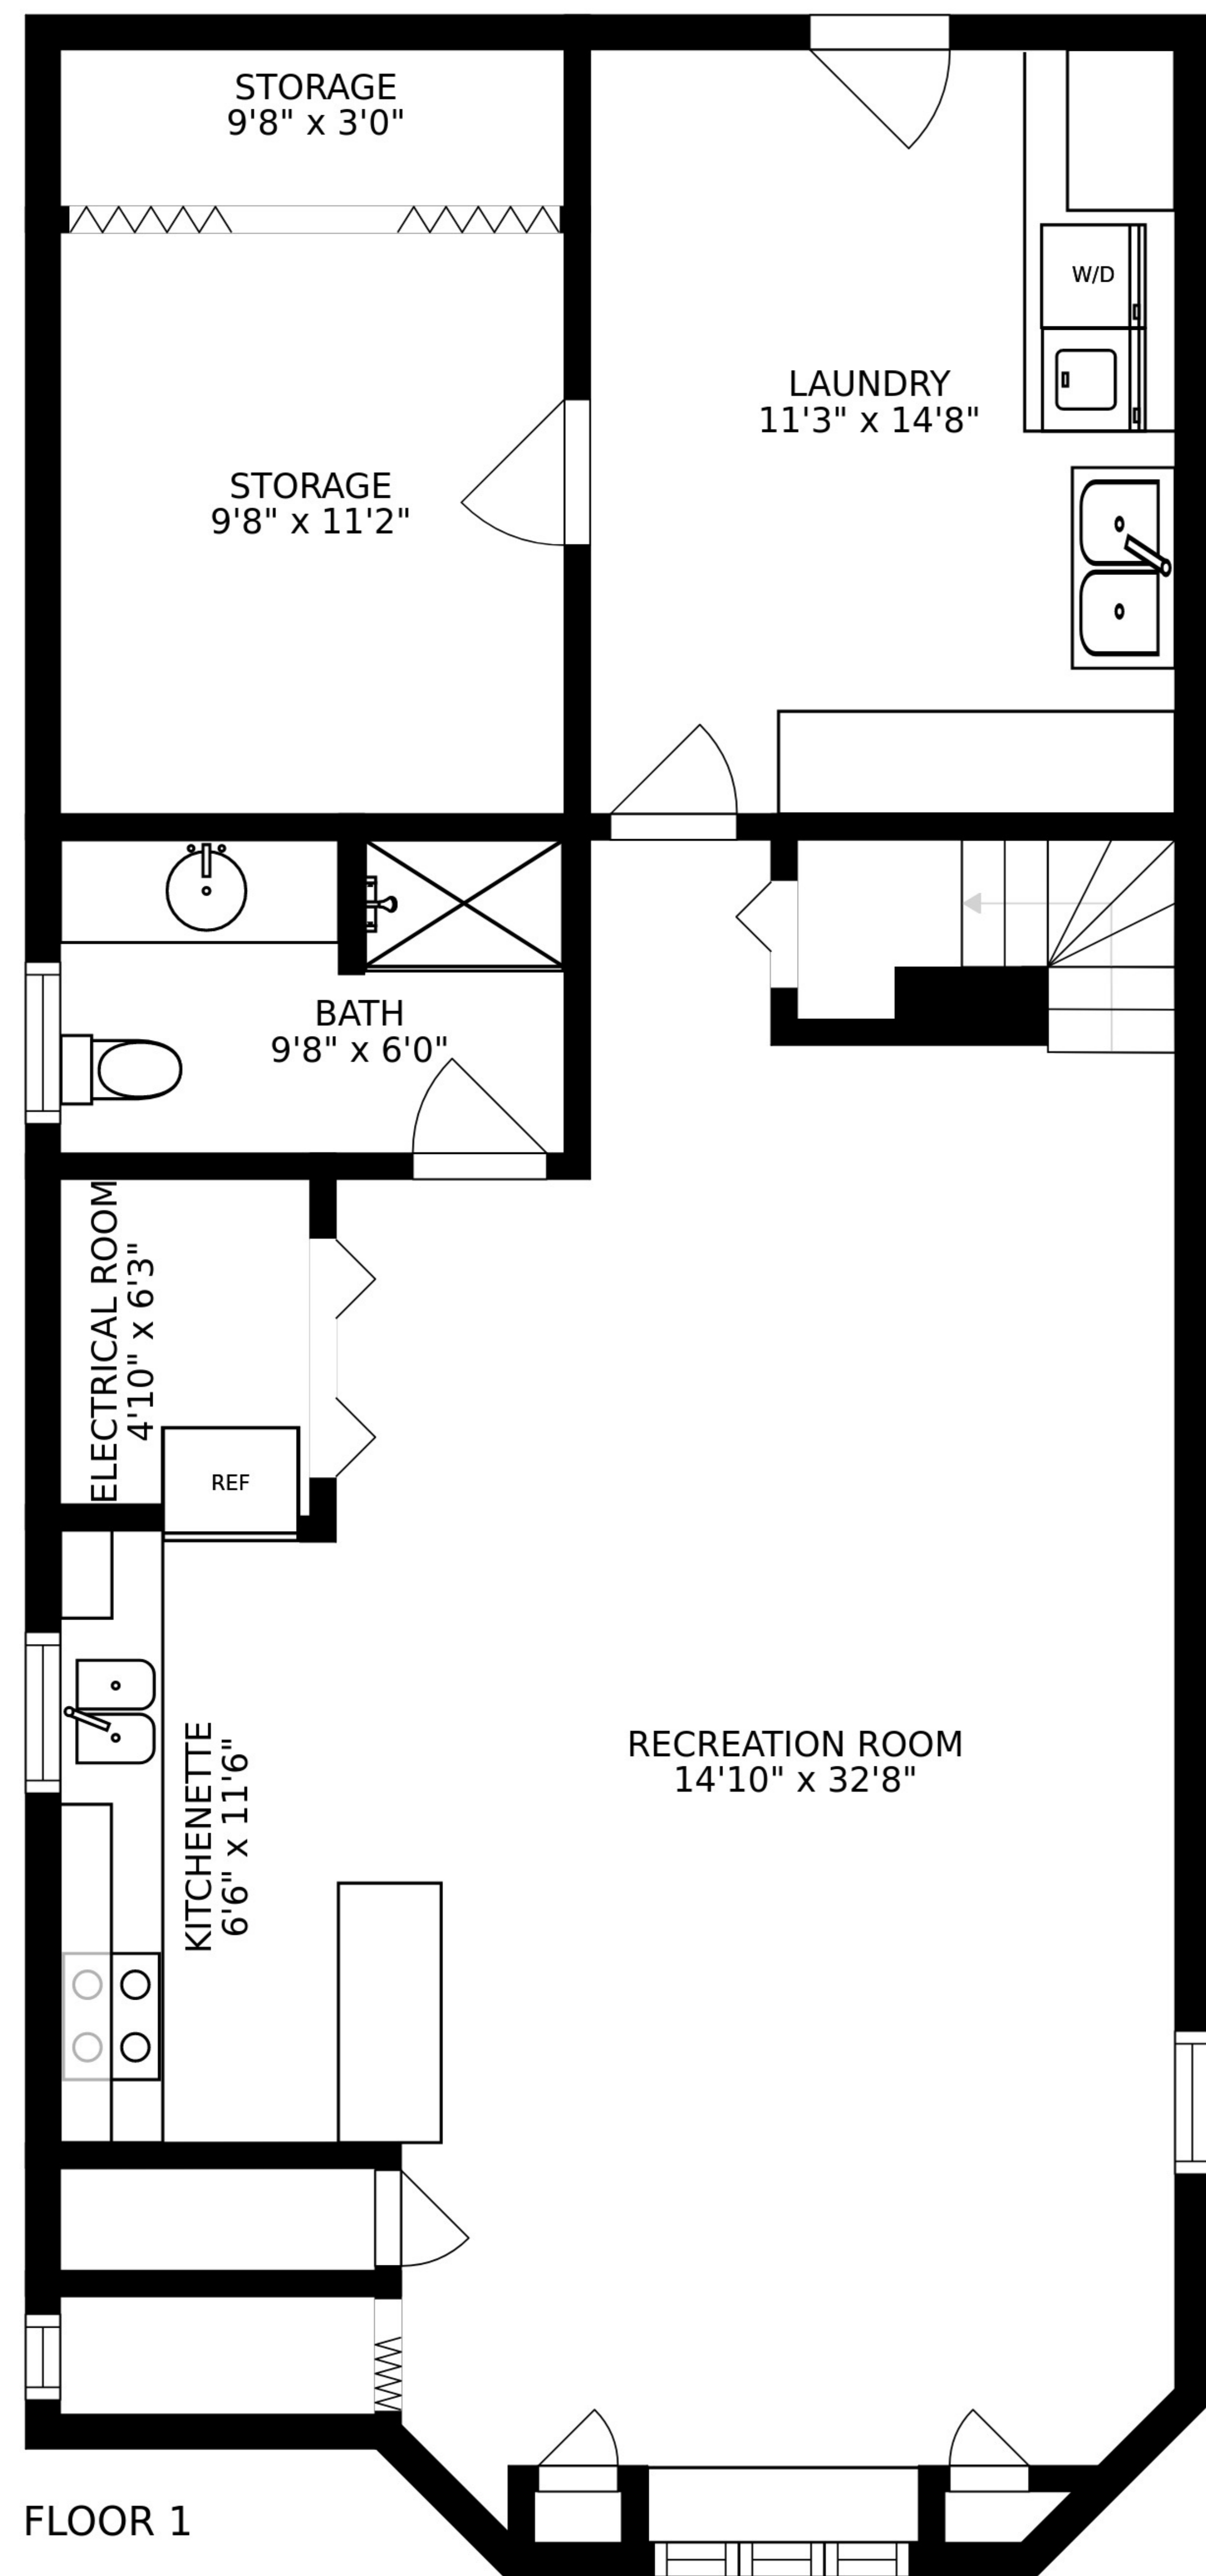 STORAGE
9'8" x 3'0"
W/D
LAUNDRY
11'3" x 14'8"
STORAGE
9'8" x 11'2"
BATH
9'8" x 6'0"
ELECTRICAL ROOM
4'10" x 6'3"
REF
KITCHENETTE
6'6" x 11'6"
RECREATION ROOM
14'10" x 32'8"
FLOOR 1